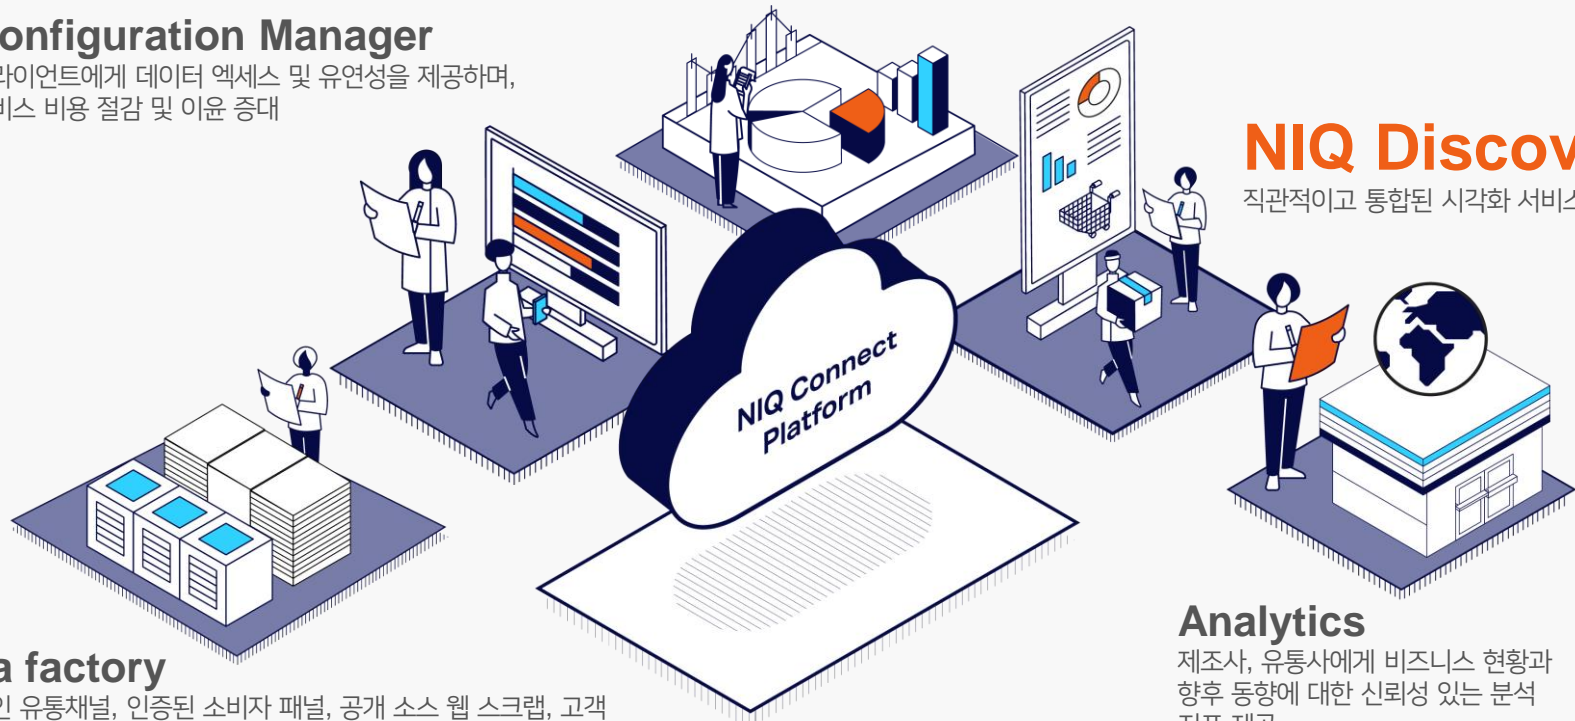 onfiguration Manager
라이언트에게 데이터 엑세스 및 유연성을 제공하며,
비스 비용 절감 및 이윤 증대
NIQ Discov
직관적이고 통합된 시각화 서비스
NIQ Connect
Platform
a factory
인 유통채널, 인증된 소비자 패널, 공개 소스 웹 스크랩, 고객
Analytics
제조사, 유통사에게 비즈니스 현황과
향후 동향에 대한 신뢰성 있는 분석